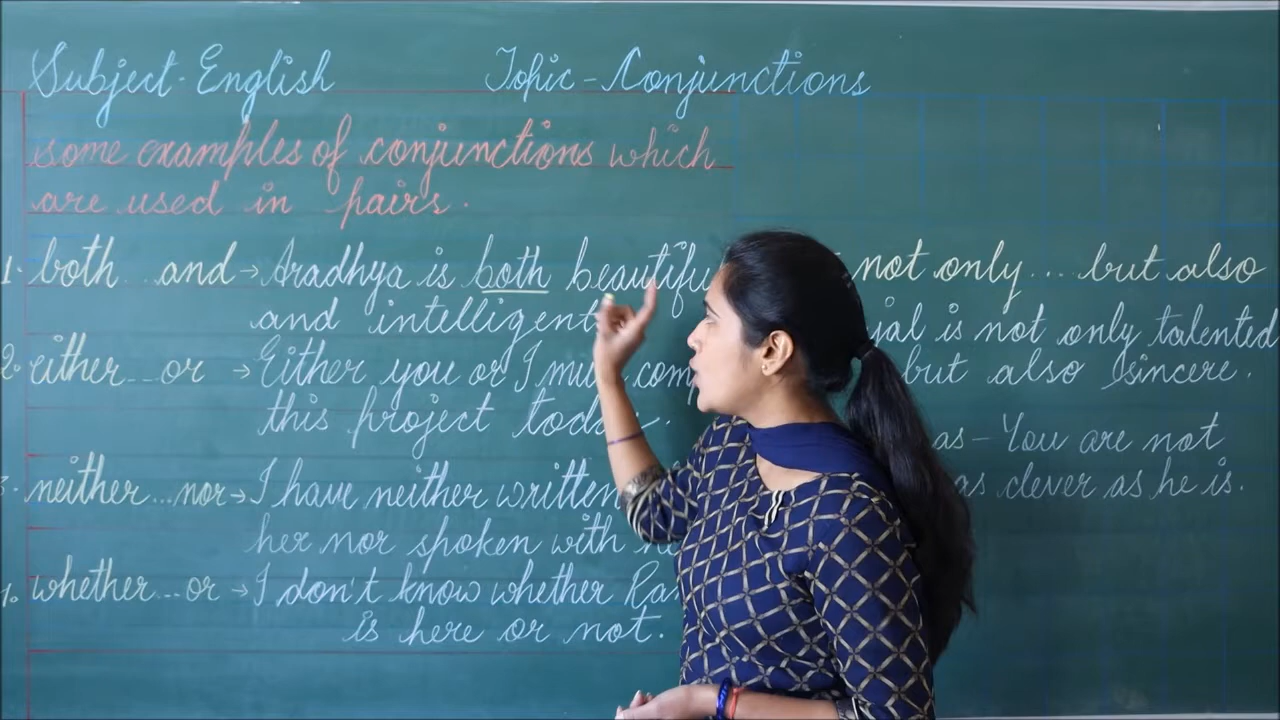 Subject-English Topic-Conjunctions
some examples of conjunctions which
are used in pairs.
1. both ... and → Aradhya is both
and intelligent
2. either ... or → Either you or I
this project
3. neither ... nor → I have neither written
her nor spoken with
4. whether ... or → I don't know whether
is here or not.
not only .... but also
is not only talented
but also sincere.
as - You are not
as clever as he is.